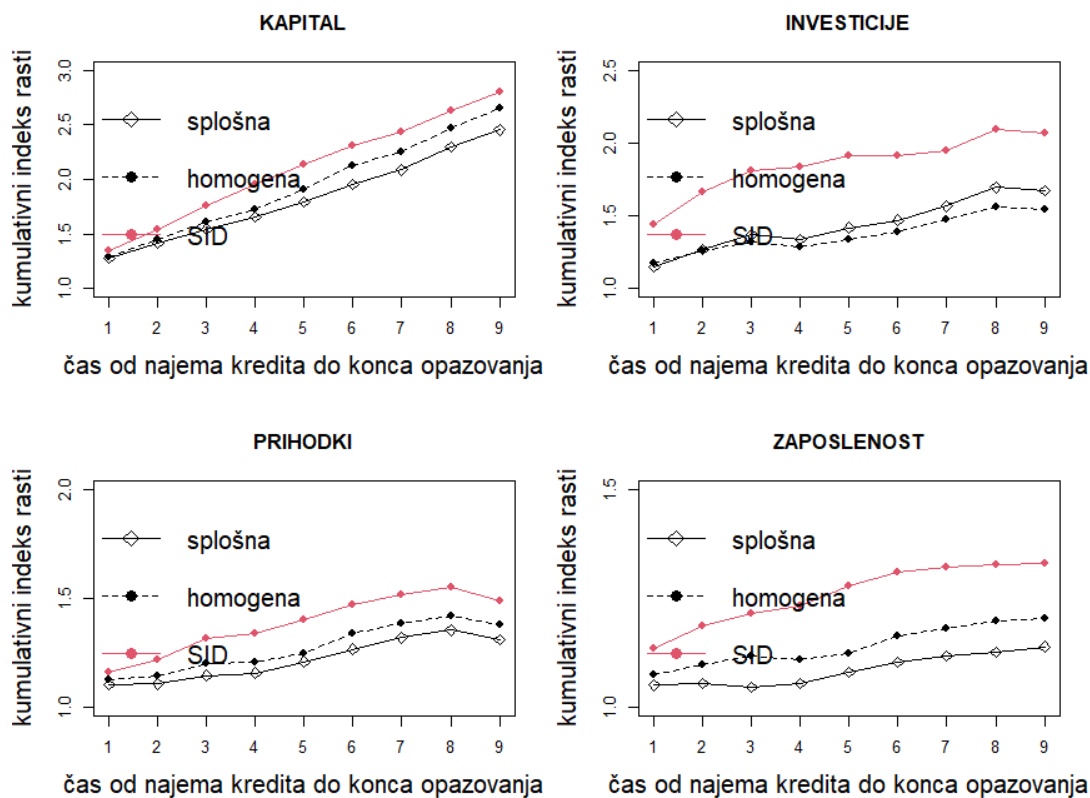 KAPITAL
kumulativni indeks rasti
3.0
2.5
2.0
1.5
1.0
splošna
homogena
SID
1 2 3 4 5 6 7 8 9
čas od najema kredita do konca opazovanja
INVESTICIJE
kumulativni indeks rasti
2.5
2.0
1.5
1.0
splošna
homogena
SID
1 2 3 4 5 6 7 8 9
čas od najema kredita do konca opazovanja
PRIHODKI
kumulativni indeks rasti
2.0
1.5
1.0
splošna
homogena
SID
1 2 3 4 5 6 7 8 9
čas od najema kredita do konca opazovanja
ZAPOSLENOST
kumulativni indeks rasti
1.5
1.0
splošna
homogena
SID
1 2 3 4 5 6 7 8 9
čas od najema kredita do konca opazovanja